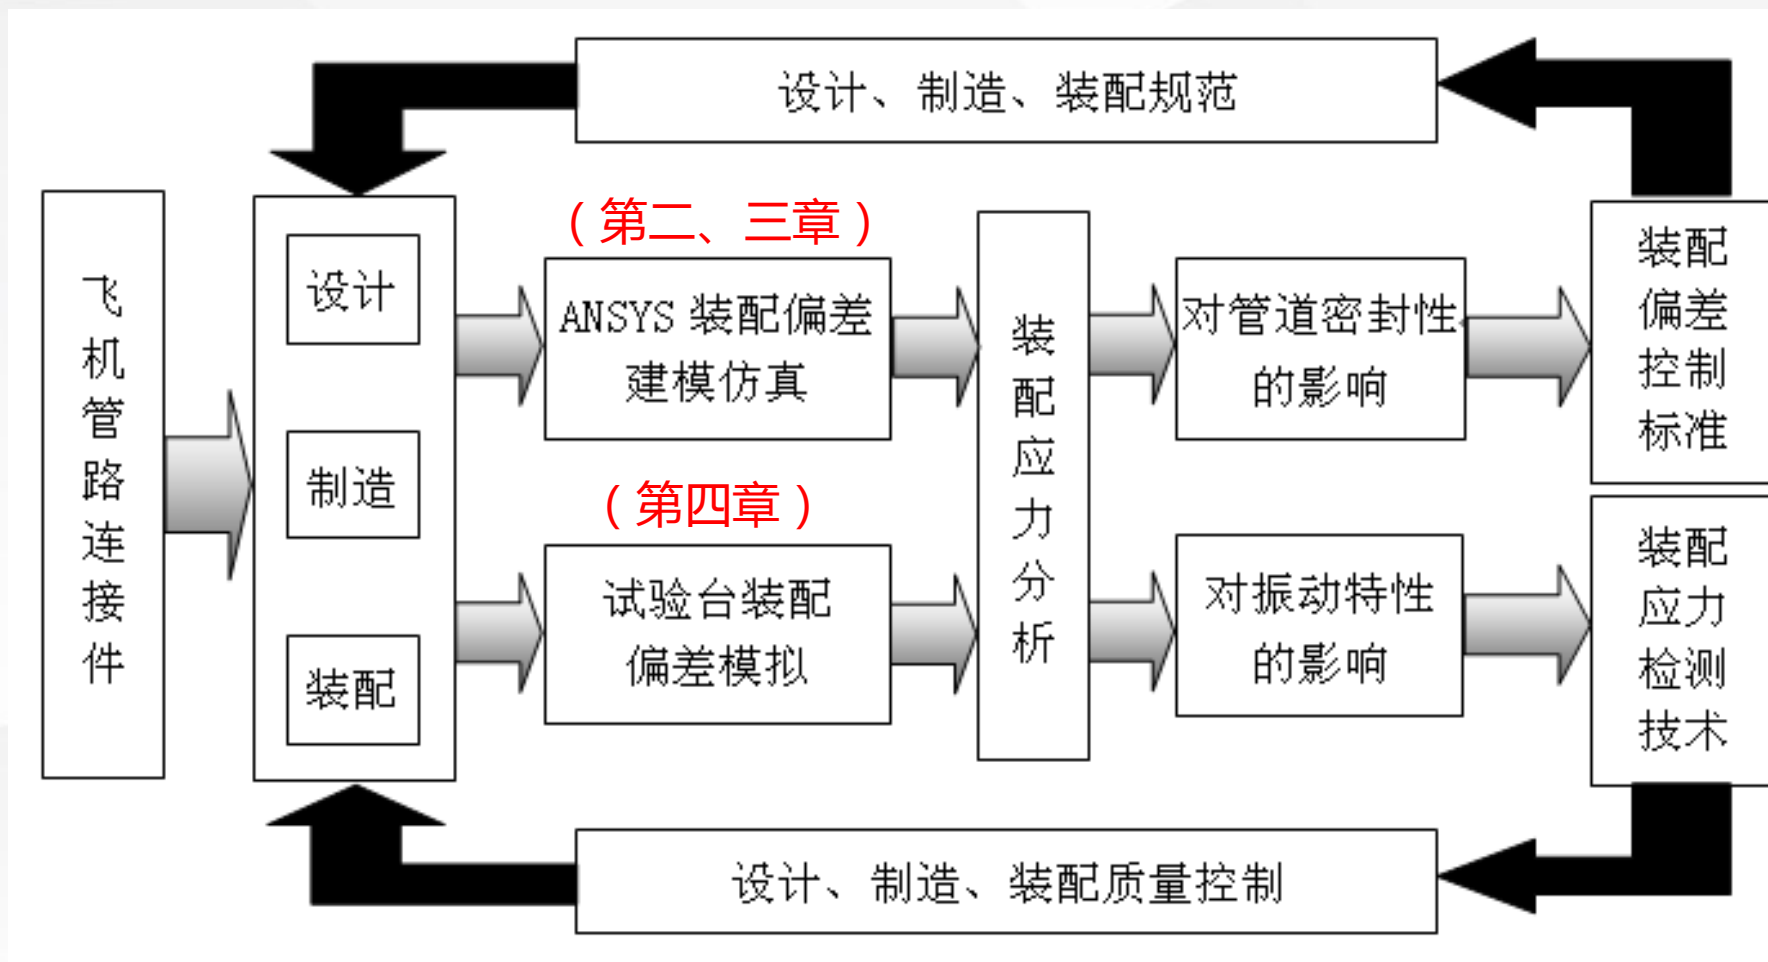 设计、制造、装配规范
飞机管路连接件
设计
制造
装配
（第二、三章）
ANSYS 装配偏差
建模仿真
（第四章）
试验台装配
偏差模拟
装配应力分析
对管道密封性
的影响
对振动特性
的影响
装配
偏差
控制
标准
装配
应力
检测
技术
设计、制造、装配质量控制